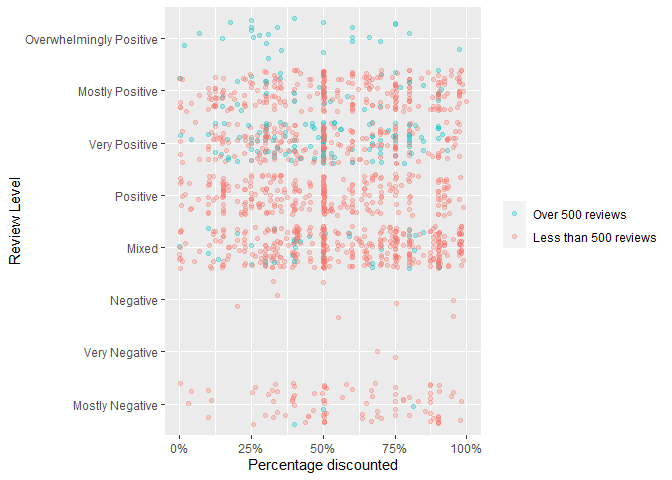 Overwhelmingly Positive
Mostly Positive
Very Positive
Positive
Mixed
Negative
Very Negative
Mostly Negative
Review Level
0% 25% 50% 75% 100%
Percentage discounted
Over 500 reviews
Less than 500 reviews